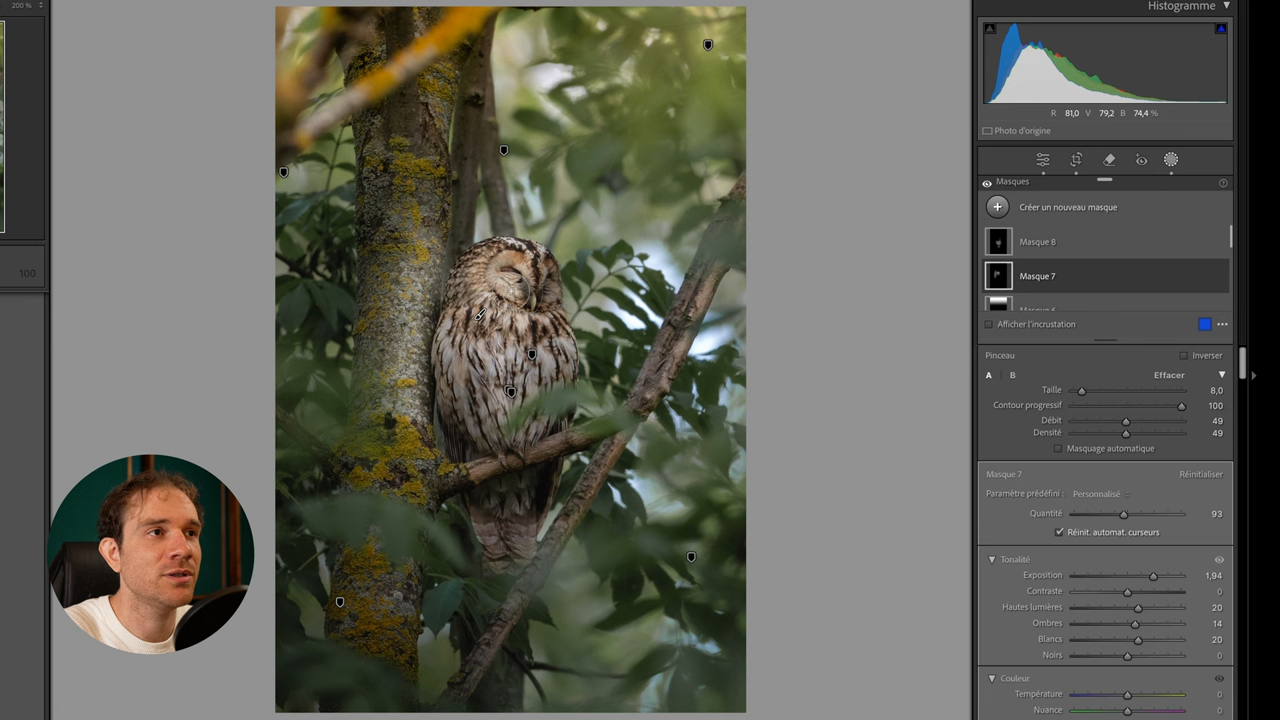 200 %
100
Histogramme
R 81,0 V 79,2 B 74,4 %
Photo d'origine
Masques
Créer un nouveau masque
Masque 8
Masque 7
Masque 6
Afficher l'incrustation
Pinceau Inverser
A B Effacer
Taille 8,0
Contour progressif 100
Débit 49
Densité 49
Masquage automatique
Masque 7 Réinitialiser
Paramètre prédéfini : Personnalisé
Quantité 93
Réinit. automat. curseurs
Tonalité
Exposition 1,94
Contraste 0
Hautes lumières 20
Ombres 14
Blancs 20
Noirs 0
Couleur
Température 0
Nuance 0